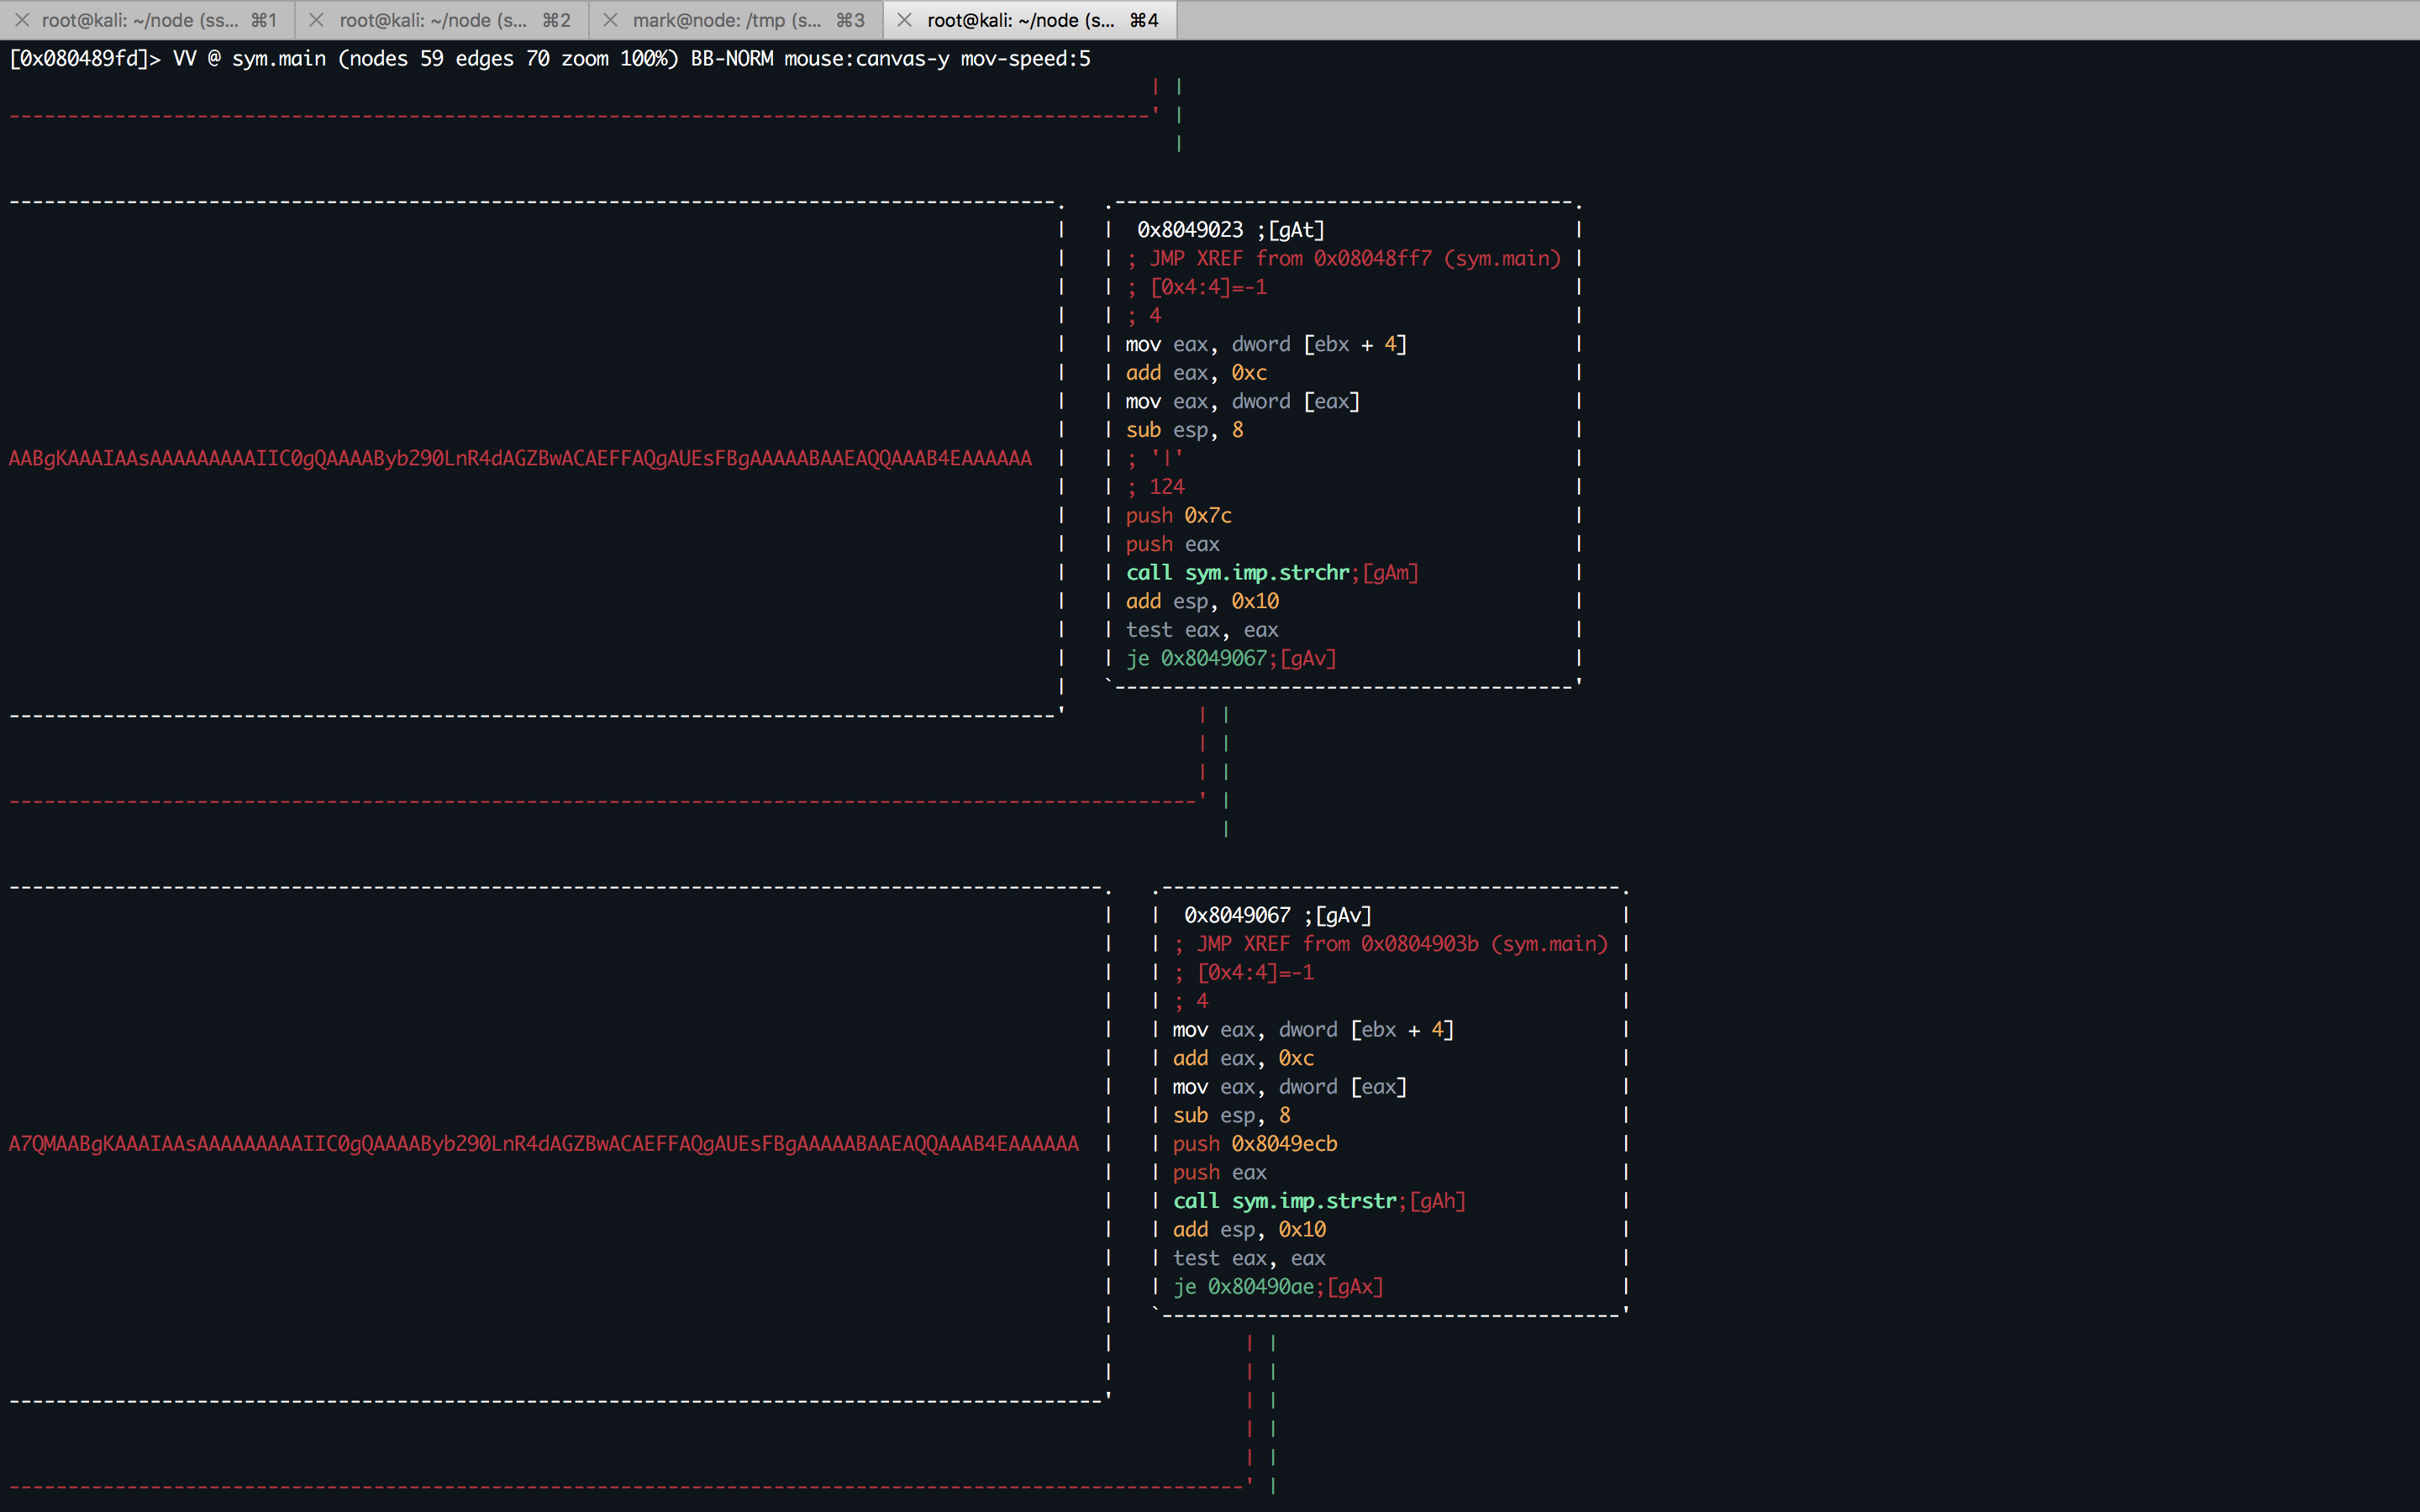 root@kali: ~/node (ss... ⌘1
root@kali: ~/node (s... ⌘2
mark@node: /tmp (s... ⌘3
root@kali: ~/node (s... ⌘4
[0x080489fd]> VV @ sym.main (nodes 59 edges 70 zoom 100%) BB-NORM mouse:canvas-y mov-speed:5
0x8049023 ;[gAt]
; JMP XREF from 0x08048ff7 (sym.main)
; [0x4:4]=-1
; 4
mov eax, dword [ebx + 4]
add eax, 0xc
mov eax, dword [eax]
sub esp, 8
AABgKAAAIAAsAAAAAAAAAIIC0gQAAAAByb290LnR4dAGZBwACAEFFAQgAUEsFBgAAAAABAAEAQQAAAB4EAAAAAA
; '|'
; 124
push 0x7c
push eax
call sym.imp.strchr;[gAm]
add esp, 0x10
test eax, eax
je 0x8049067;[gAv]
0x8049067 ;[gAv]
; JMP XREF from 0x0804903b (sym.main)
; [0x4:4]=-1
; 4
mov eax, dword [ebx + 4]
add eax, 0xc
mov eax, dword [eax]
sub esp, 8
A7QMAABgKAAAIAAsAAAAAAAAAIIC0gQAAAAByb290LnR4dAGZBwACAEFFAQgAUEsFBgAAAAABAAEAQQAAAB4EAAAAAA
push 0x8049ecb
push eax
call sym.imp.strstr;[gAh]
add esp, 0x10
test eax, eax
je 0x80490ae;[gAx]